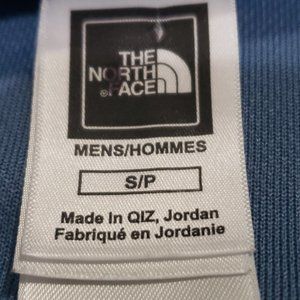 THE
NORTH
FACE
MENS/HOMMES
S/P
Made In QIZ, Jordan
Fabriqué en Jordanie